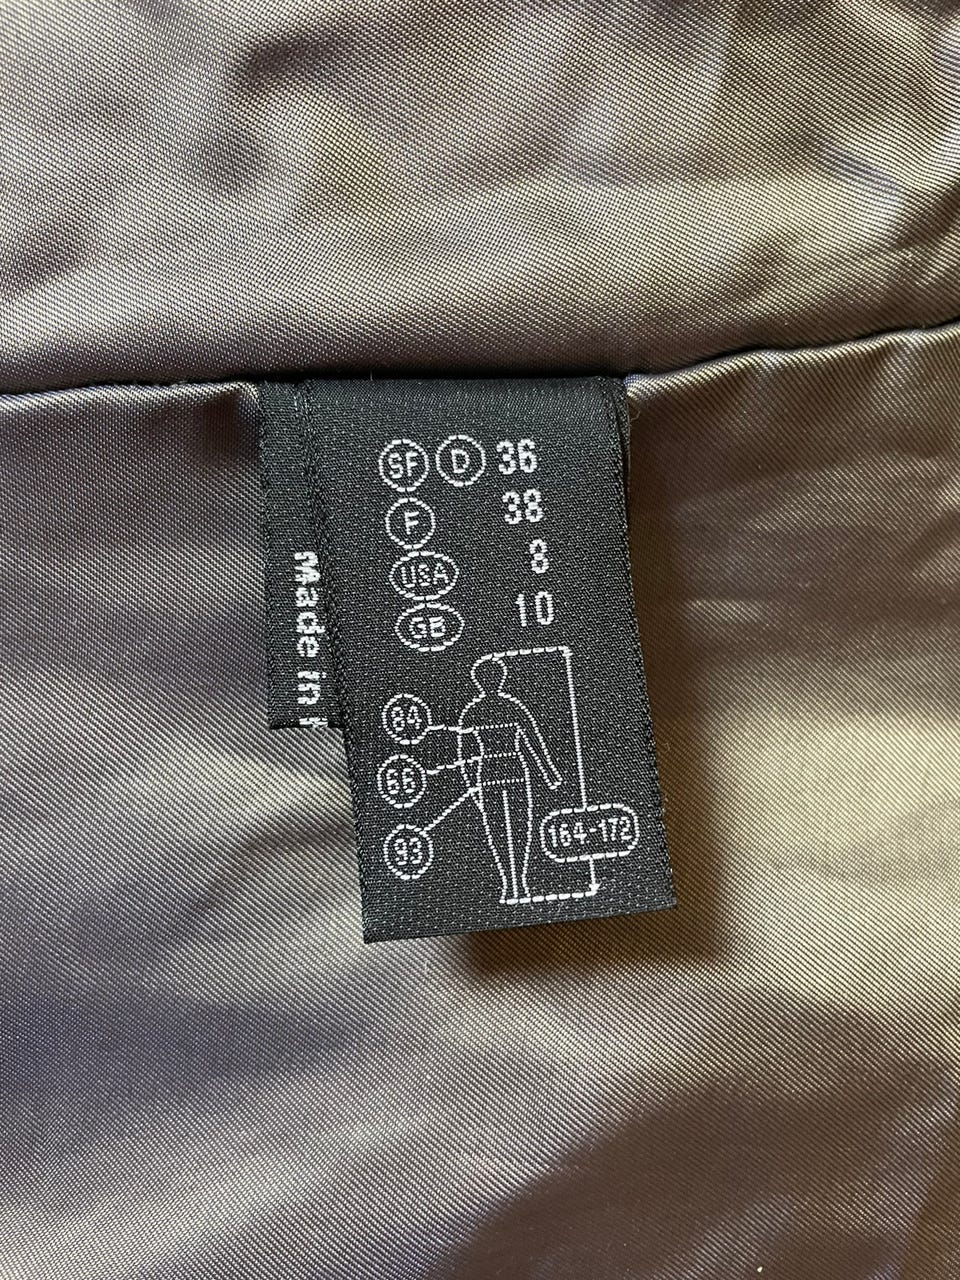 SF D 36
F 38
USA 8
GB 10
84
66
93
164-172
Made in